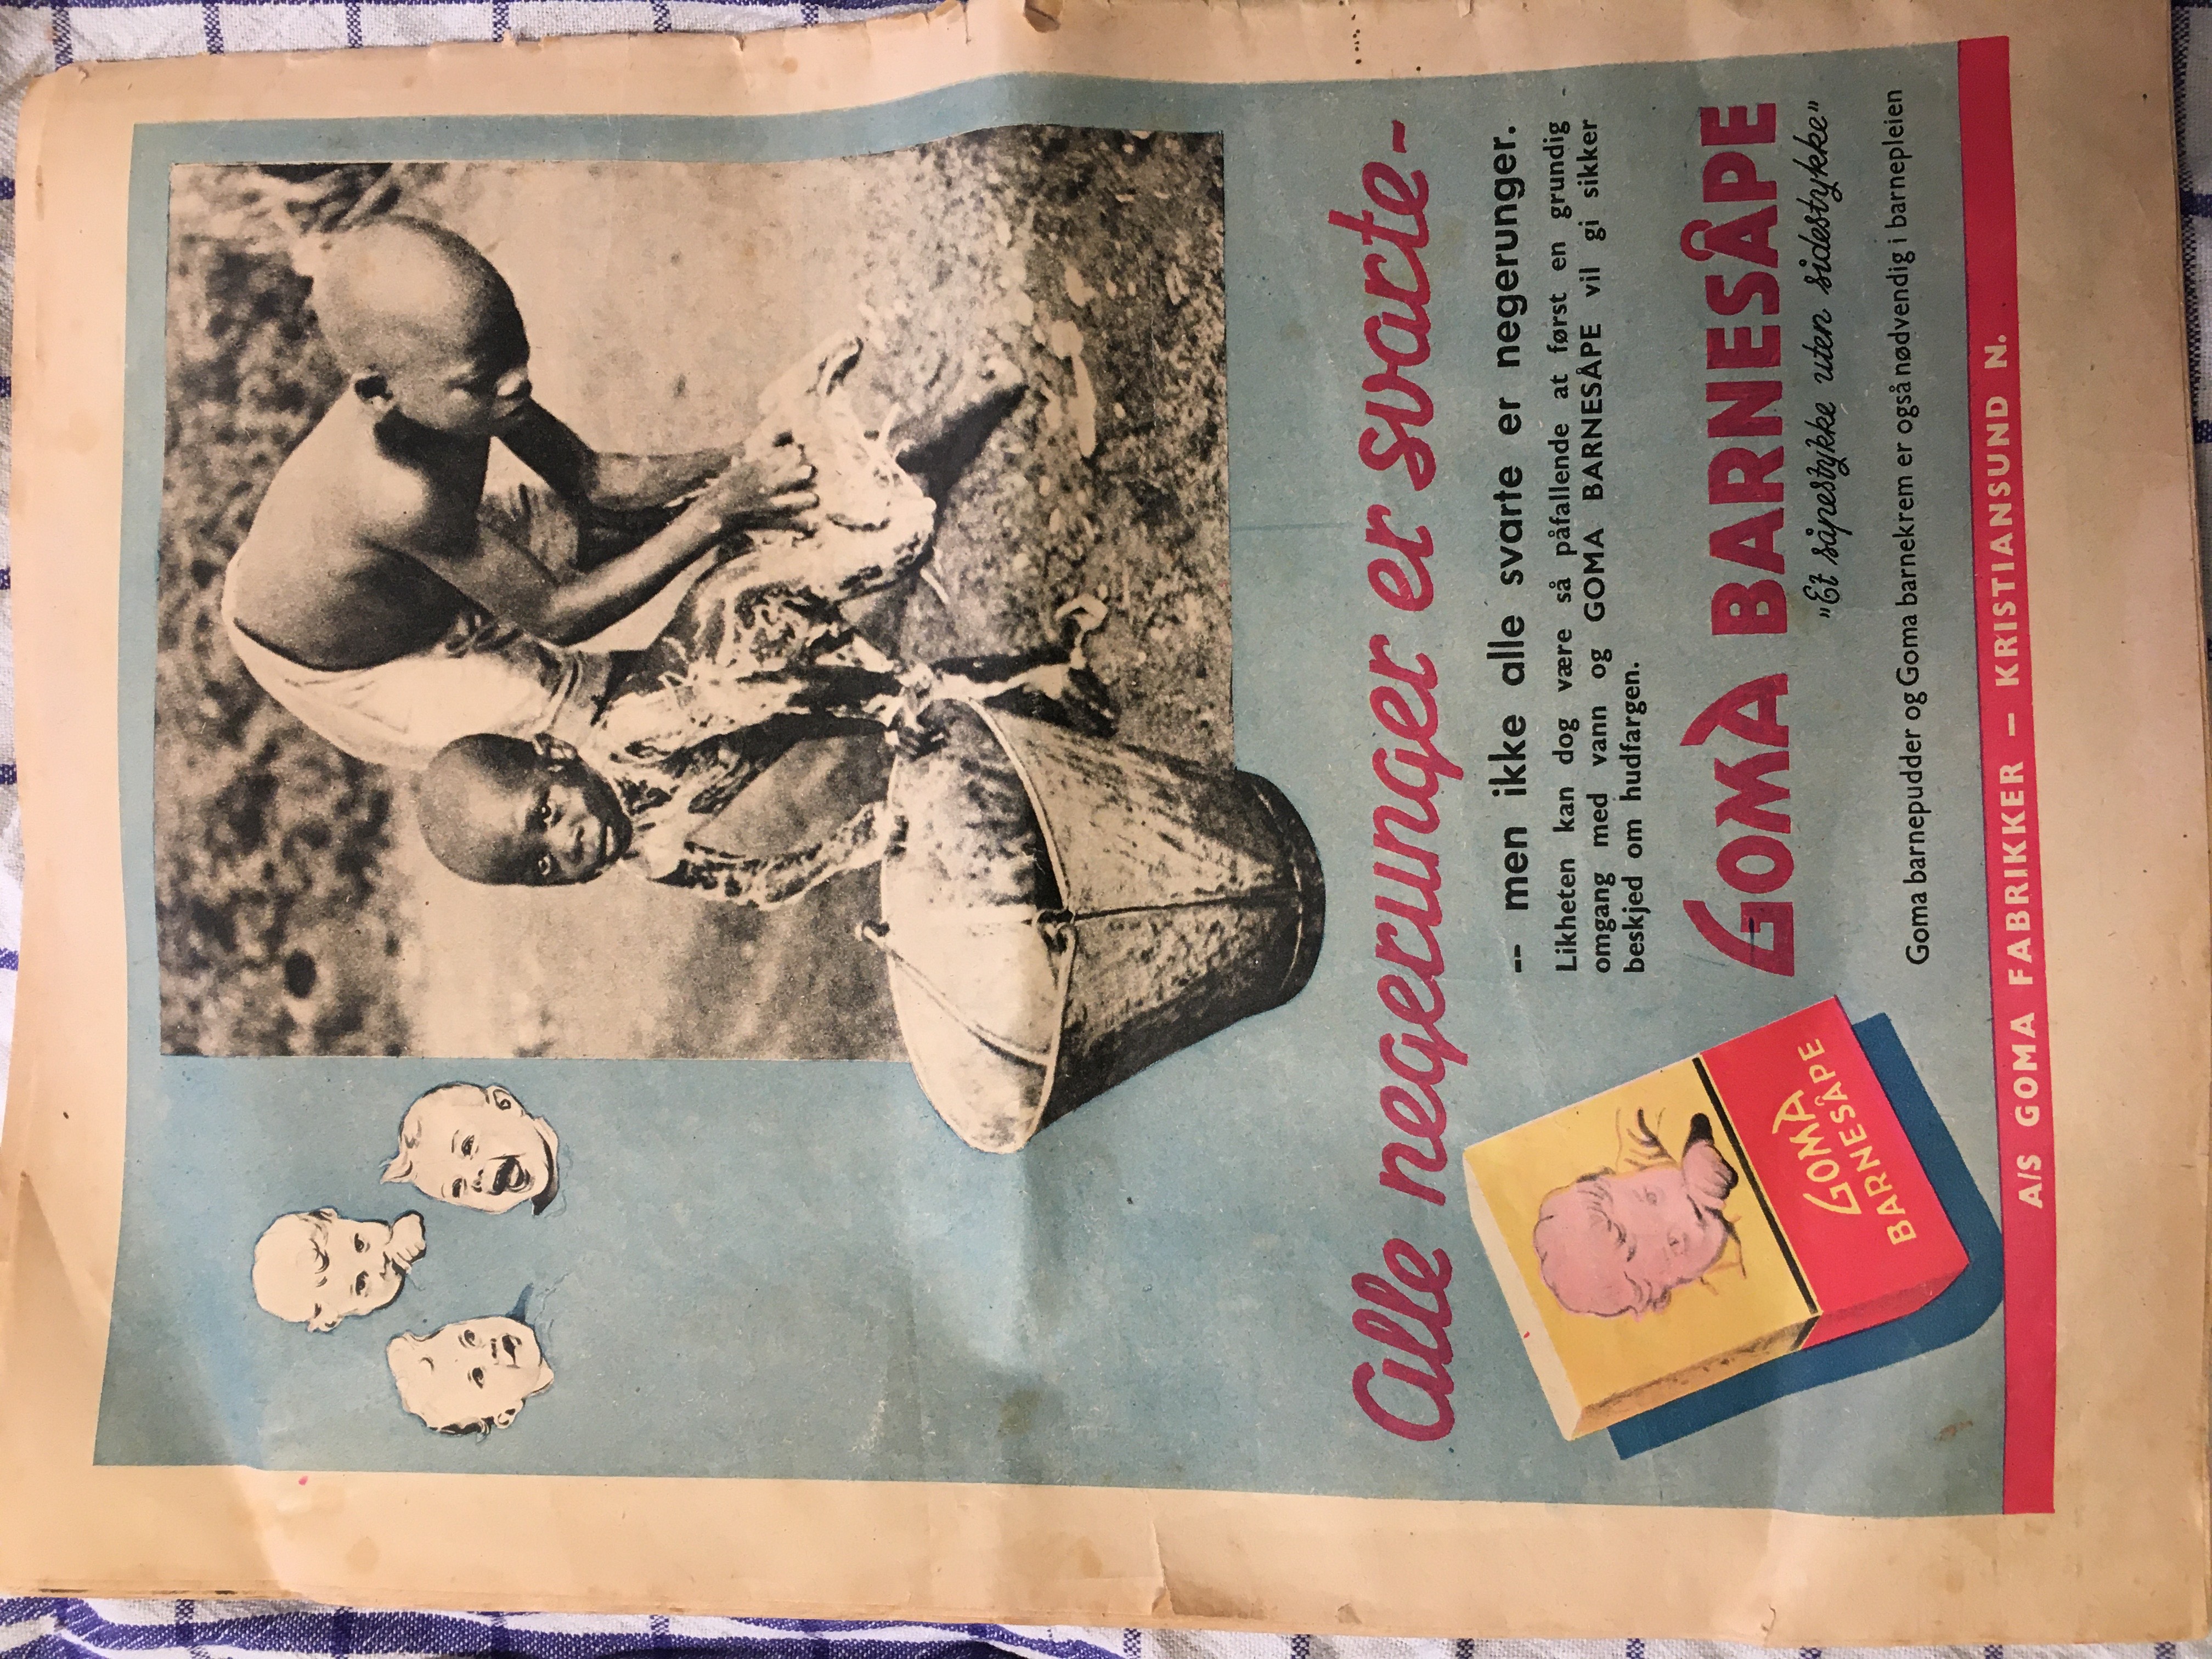 Alle negerunger er svarte-
-- men ikke alle svarte er negerunger.
Likheten kan dog være så påfallende at først en grundig
omgang med vann og GOMA BARNESÅPE vil gi sikker
beskjed om hudfargen.
GOMA BARNESÅPE
"Et såpestykke uten sidestykke"
Goma barnepudder og Goma barnekrem er også nødvendig i barnepleien
GOMA
BARNESÅPE
A/S GOMA FABRIKKER – KRISTIANSUND N.